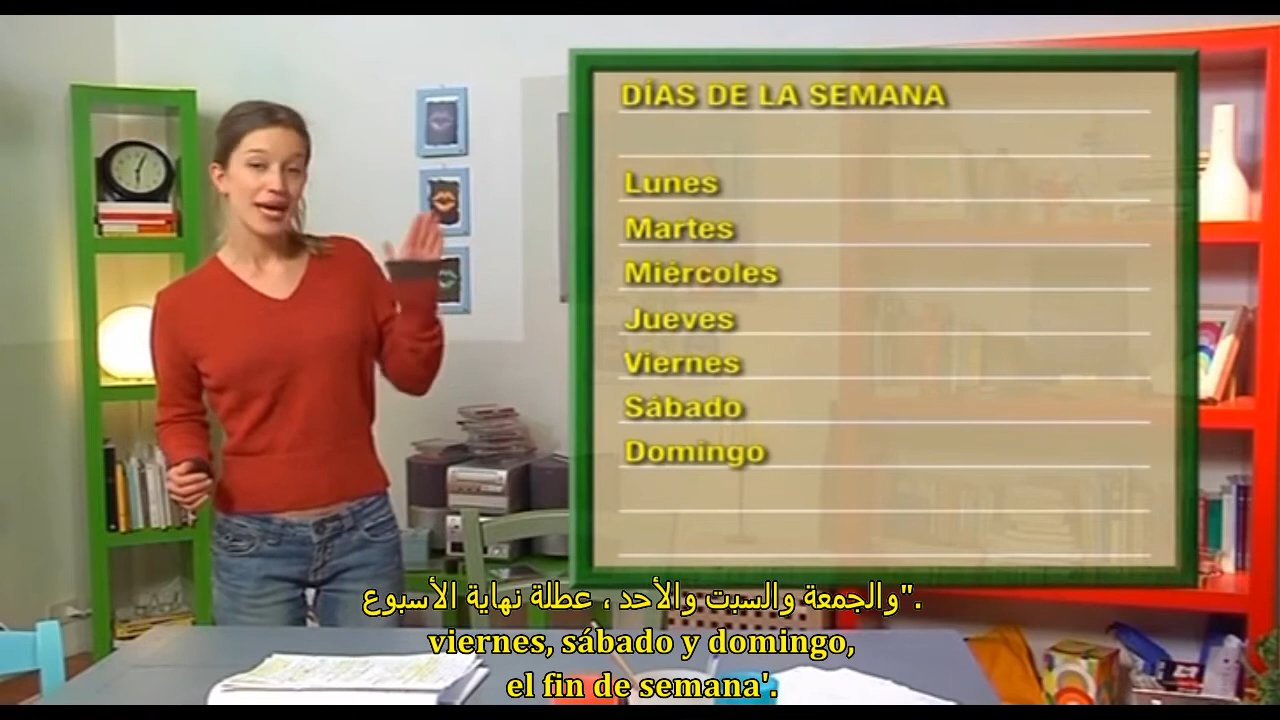 DÍAS DE LA SEMANA
Lunes
Martes
Miércoles
Jueves
Viernes
Sábado
Domingo
والجمعة والسبت والأحد ، عطلة نهاية الأسبوع".
viernes, sábado y domingo,
el fin de semana'.